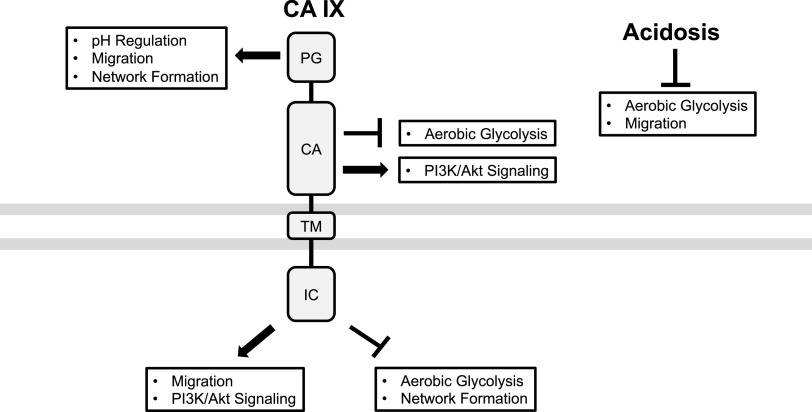 CA IX
Acidosis
• pH Regulation
• Migration
• Network Formation
PG
• Aerobic Glycolysis
• Migration
CA
• Aerobic Glycolysis
• PI3K/Akt Signaling
TM
IC
• Migration
• PI3K/Akt Signaling
• Aerobic Glycolysis
• Network Formation